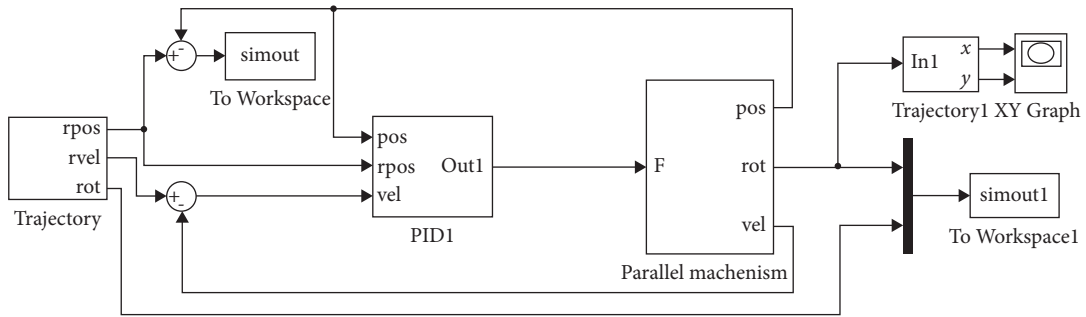 +
-
simout
To Workspace
rpos
rvel
rot
Trajectory
+
-
pos
rpos
vel
Out1
PID1
F
pos
rot
vel
Parallel machenism
In1
x
y
Trajectory1 XY Graph
simout1
To Workspace1